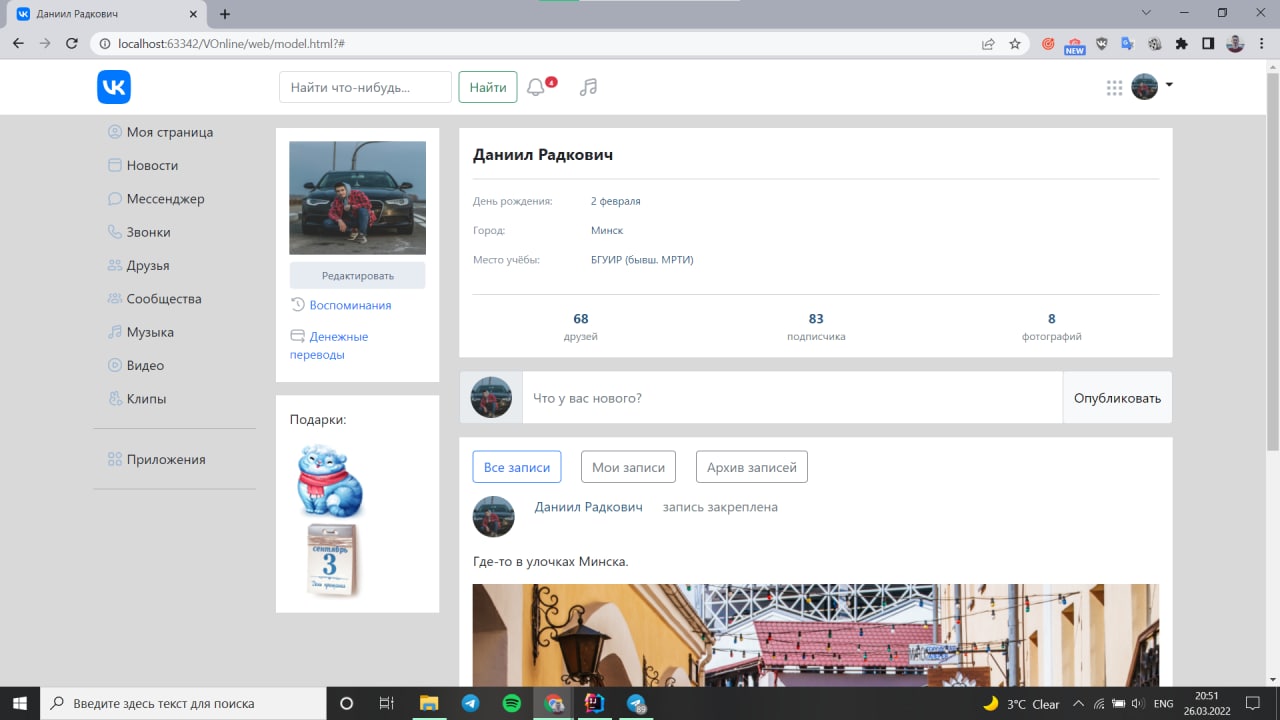 Даниил Радкович
localhost:63342/VOnline/web/model.html?#
NEW
Найти что-нибудь...
Найти
4
Моя страница
Новости
Мессенджер
Звонки
Друзья
Сообщества
Музыка
Видео
Клипы
Приложения
Редактировать
Воспоминания
Денежные
переводы
Подарки:
сентябрь
3
Даниил Радкович
День рождения: 2 февраля
Город: Минск
Место учёбы: БГУИР (бывш. МРТИ)
68 83 8
друзей подписчика фотографий
Что у вас нового? Опубликовать
Все записи Мои записи Архив записей
Даниил Радкович запись закреплена
Где-то в улочках Минска.
Введите здесь текст для поиска
3°C Clear
ENG
20:51
26.03.2022